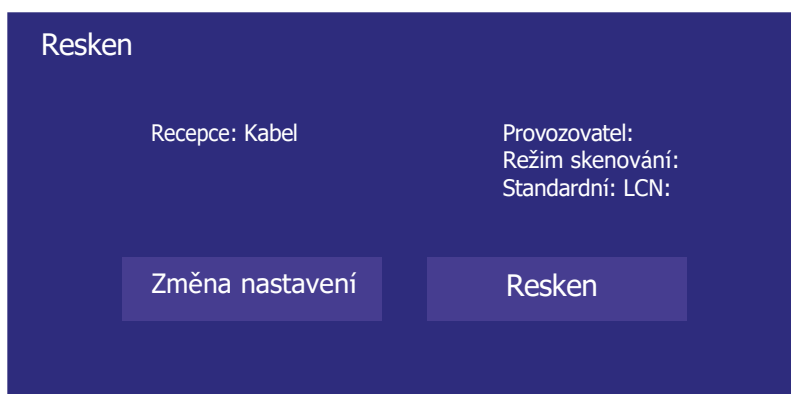 Resken
Recepce: Kabel
Provozovatel:
Režim skenování:
Standardní: LCN:
Změna nastavení
Resken